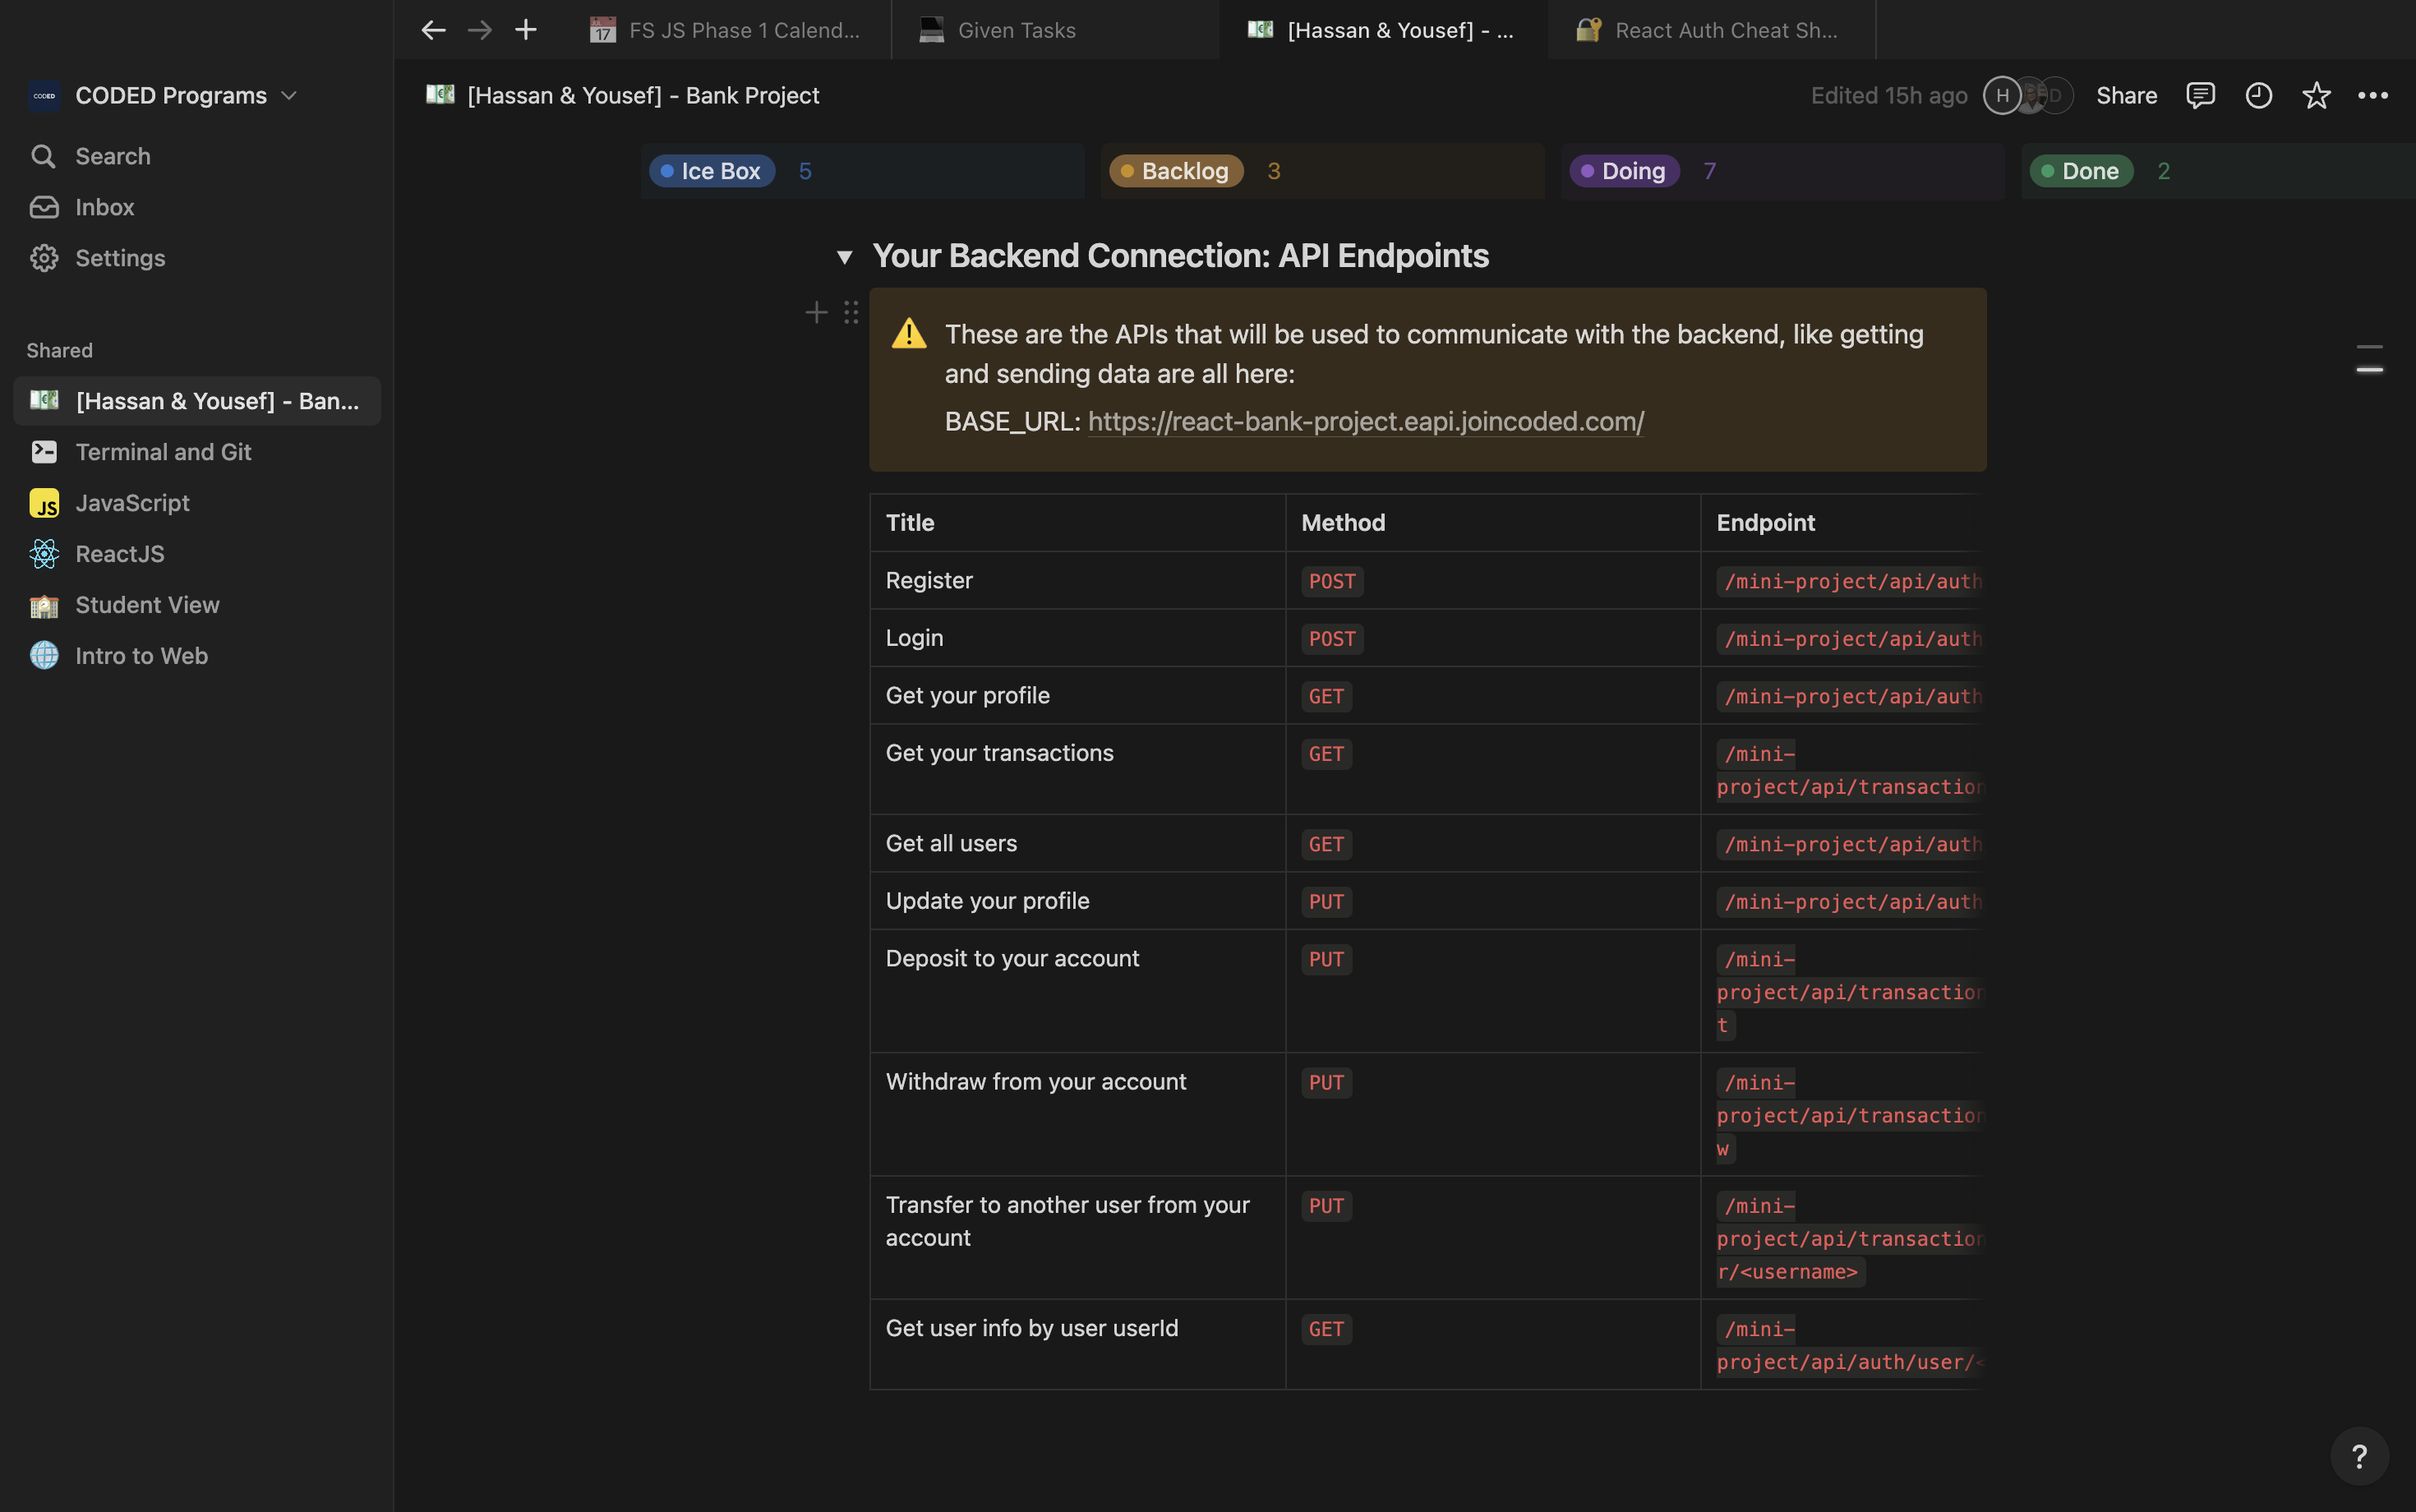 FS JS Phase 1 Calend...
Given Tasks
[Hassan & Yousef] - ...
React Auth Cheat Sh...
CODED Programs
[Hassan & Yousef] - Bank Project
Edited 15h ago
H
D
Share
Search
Inbox
Settings
Shared
[Hassan & Yousef] - Ban...
Terminal and Git
JavaScript
ReactJS
Student View
Intro to Web
Ice Box 5
Backlog 3
Doing 7
Done 2
Your Backend Connection: API Endpoints
These are the APIs that will be used to communicate with the backend, like getting
and sending data are all here:
BASE_URL: https://react-bank-project.eapi.joincoded.com/
Title Method Endpoint
Register POST /mini-project/api/auth
Login POST /mini-project/api/auth
Get your profile GET /mini-project/api/auth
Get your transactions GET /mini-
project/api/transaction
Get all users GET /mini-project/api/auth
Update your profile PUT /mini-project/api/auth
Deposit to your account PUT /mini-
project/api/transaction
t
Withdraw from your account PUT /mini-
project/api/transaction
w
Transfer to another user from your PUT /mini-
account project/api/transaction
r/<username>
Get user info by user userId GET /mini-
project/api/auth/user/<
?